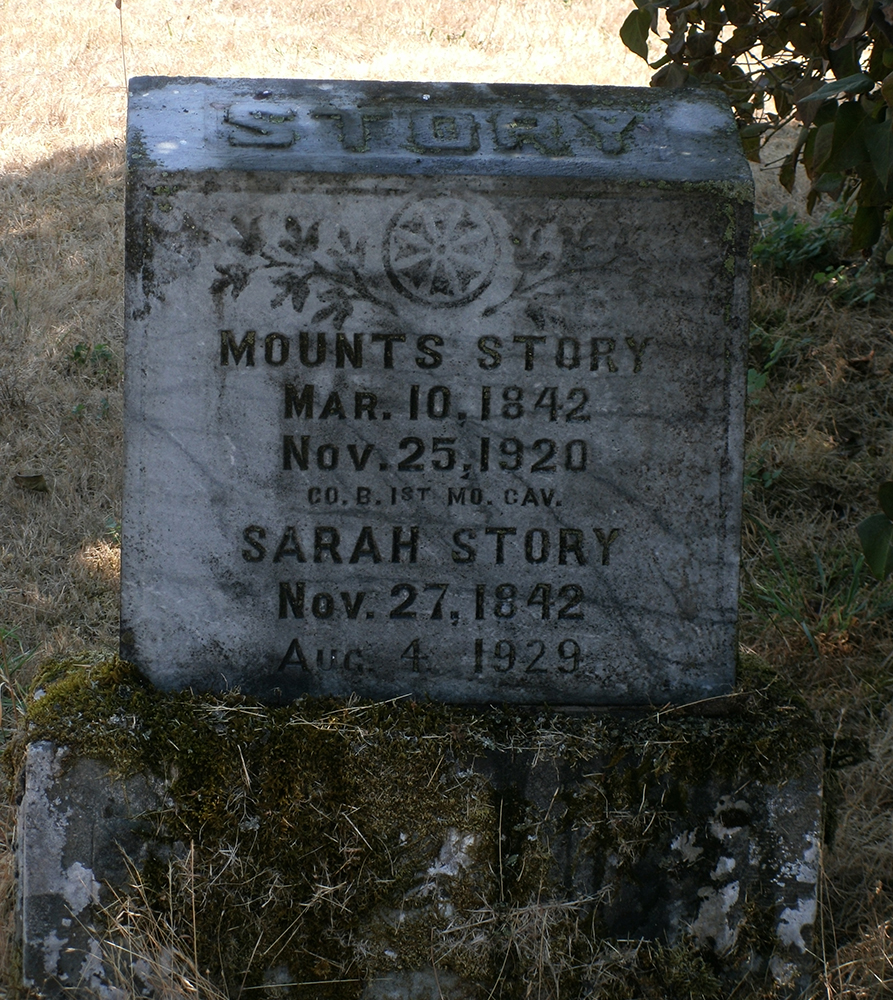 STORY
MOUNTS STORY
MAR. 10, 1842
NOV. 25, 1920
CO. B. 1ST MO. CAV.
SARAH STORY
NOV. 27, 1842
AUG. 4 1929